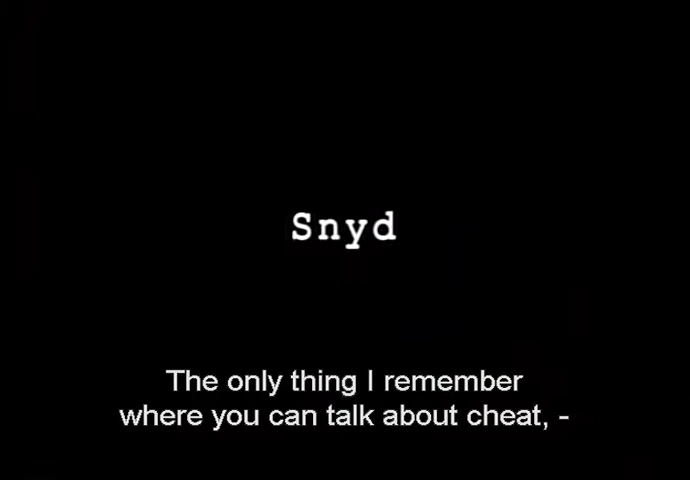 Snyd
The only thing I remember
where you can talk about cheat, -